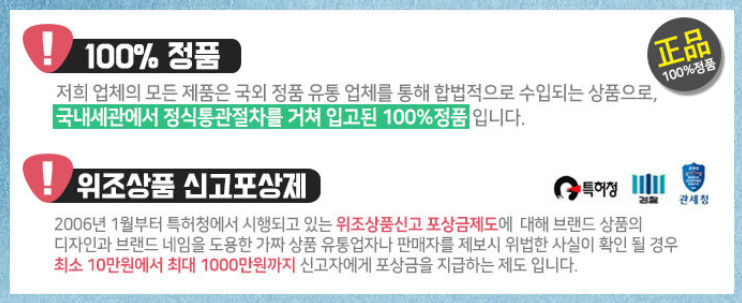 100% 정품
正品
100%정품
저희 업체의 모든 제품은 국외 정품 유통 업체를 통해 합법적으로 수입되는 상품으로,
국내세관에서 정식통관절차를 거쳐 입고된 100%정품 입니다.
위조상품 신고포상제
특허청
검찰
관세청
2006년 1월부터 특허청에서 시행되고 있는 위조상품신고 포상금제도에 대해 브랜드 상품의
디자인과 브랜드 네임을 도용한 가짜 상품 유통업자나 판매자를 제보시 위법한 사실이 확인 될 경우
최소 10만원에서 최대 1000만원까지 신고자에게 포상금을 지급하는 제도 입니다.